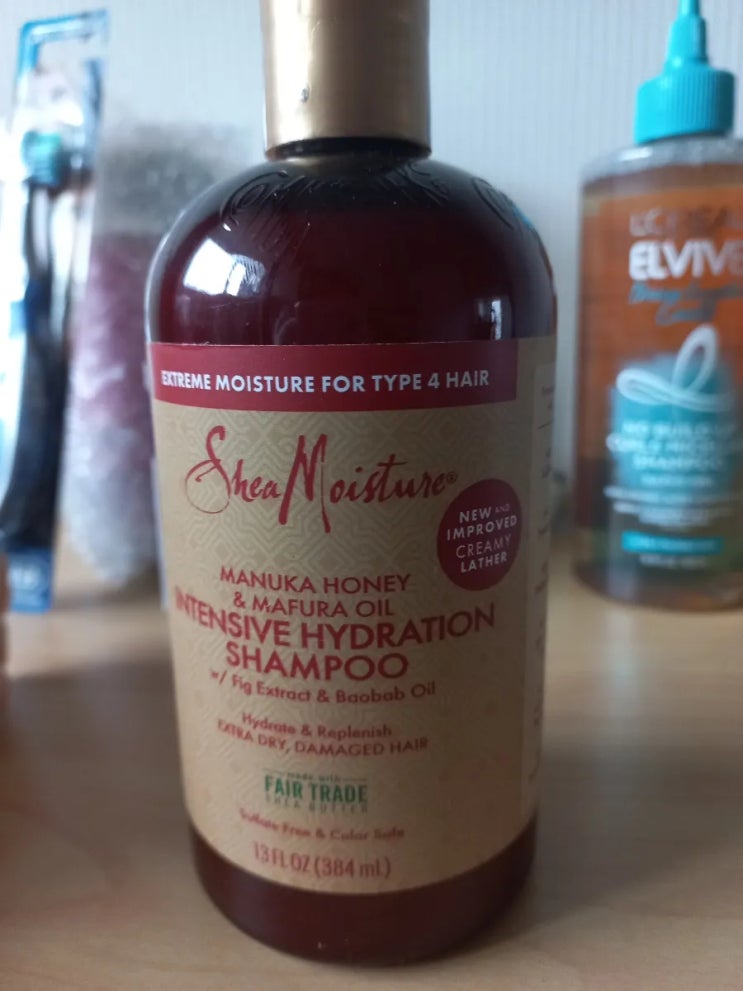 EXTREME MOISTURE FOR TYPE 4 HAIR
SheaMoisture®
NEW AND
IMPROVED
CREAMY
LATHER
MANUKA HONEY
& MAFURA OIL
INTENSIVE HYDRATION
SHAMPOO
w/ Fig Extract & Baobab Oil
Hydrate & Replenish
EXTRA DRY, DAMAGED HAIR
made with
FAIR TRADE
SHEA BUTTER
Sulfate Free & Color Safe
13 FL OZ (384 mL)
ELVIVE
SHAMPOO